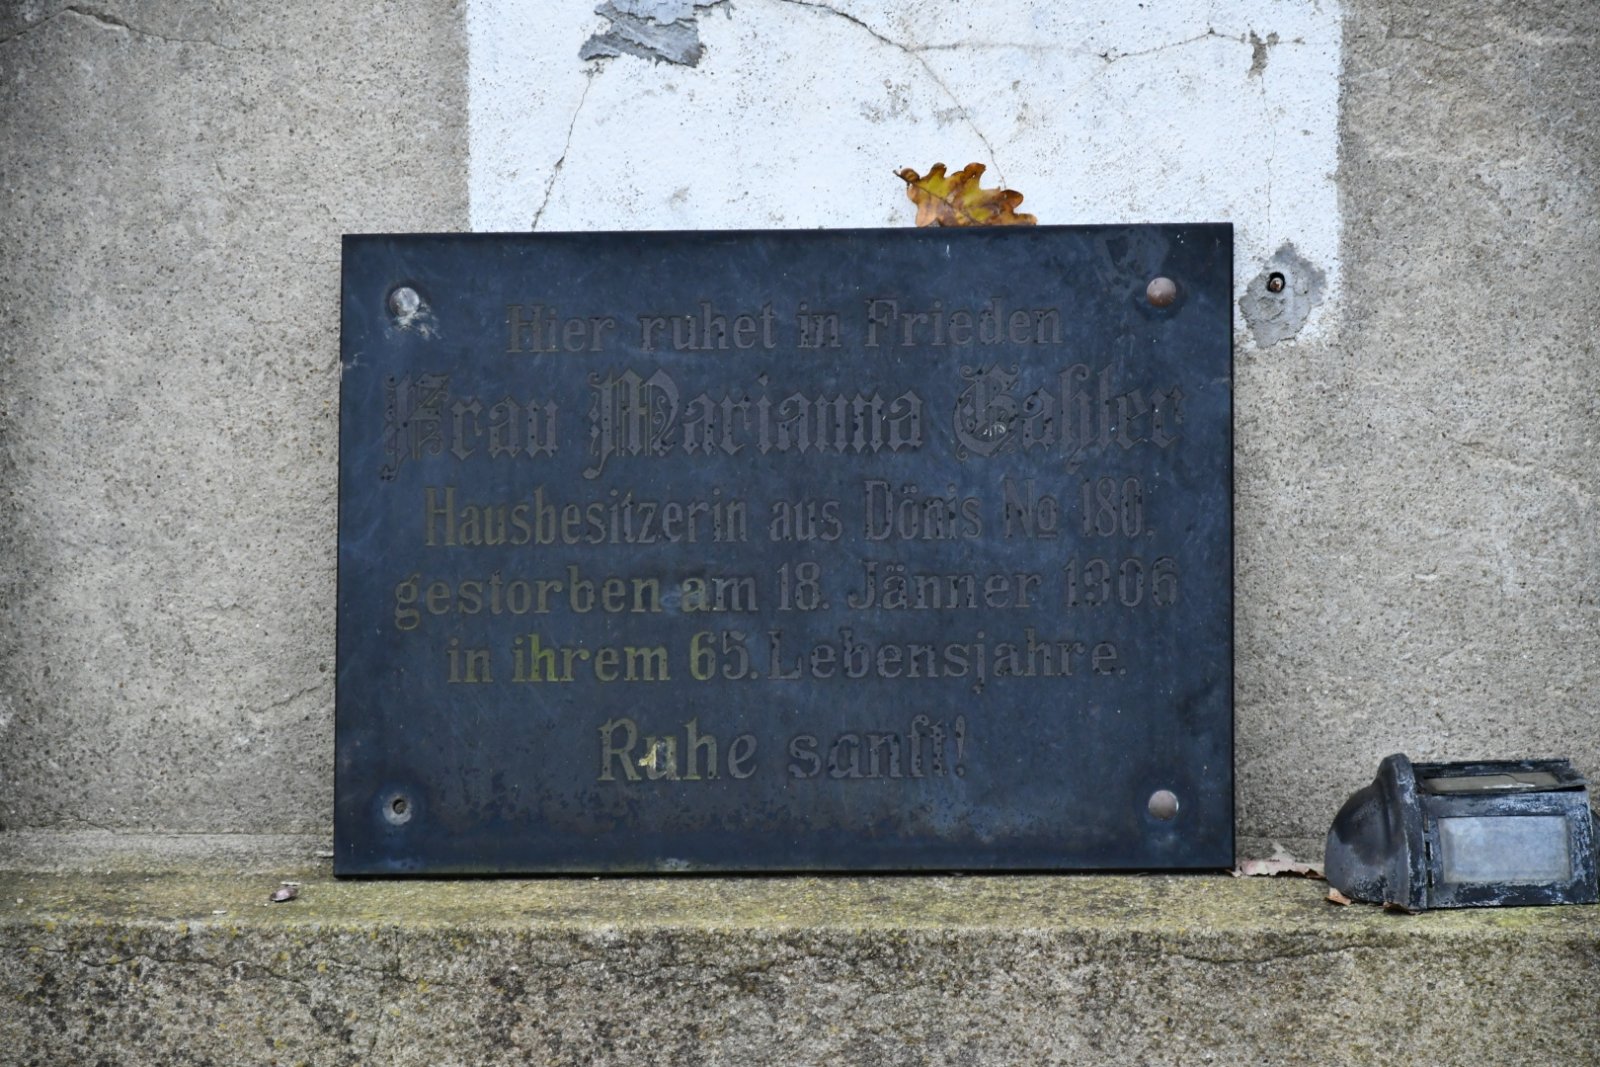 Hier ruhet in Frieden
Frau Marianna Gahler
Hausbesitzerin aus Dönis No 180,
gestorben am 18. Jänner 1906
in ihrem 65. Lebensjahre.
Ruhe sanft!